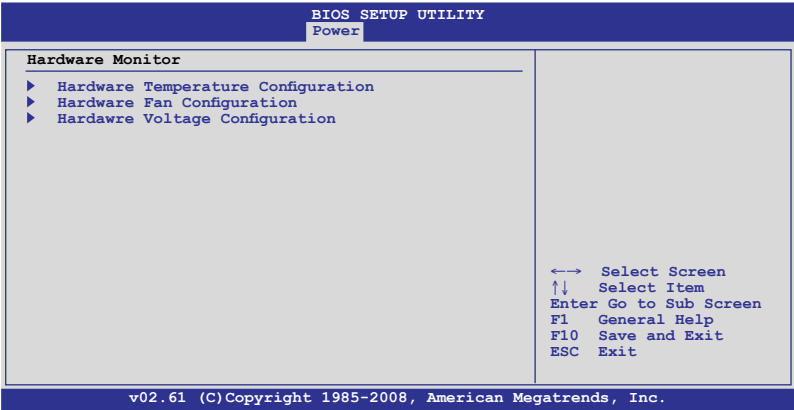 BIOS SETUP UTILITY
Power
Hardware Monitor
Hardware Temperature Configuration
Hardware Fan Configuration
Hardawre Voltage Configuration
←→ Select Screen
↑↓ Select Item
Enter Go to Sub Screen
F1 General Help
F10 Save and Exit
ESC Exit
v02.61 (C)Copyright 1985-2008, American Megatrends, Inc.